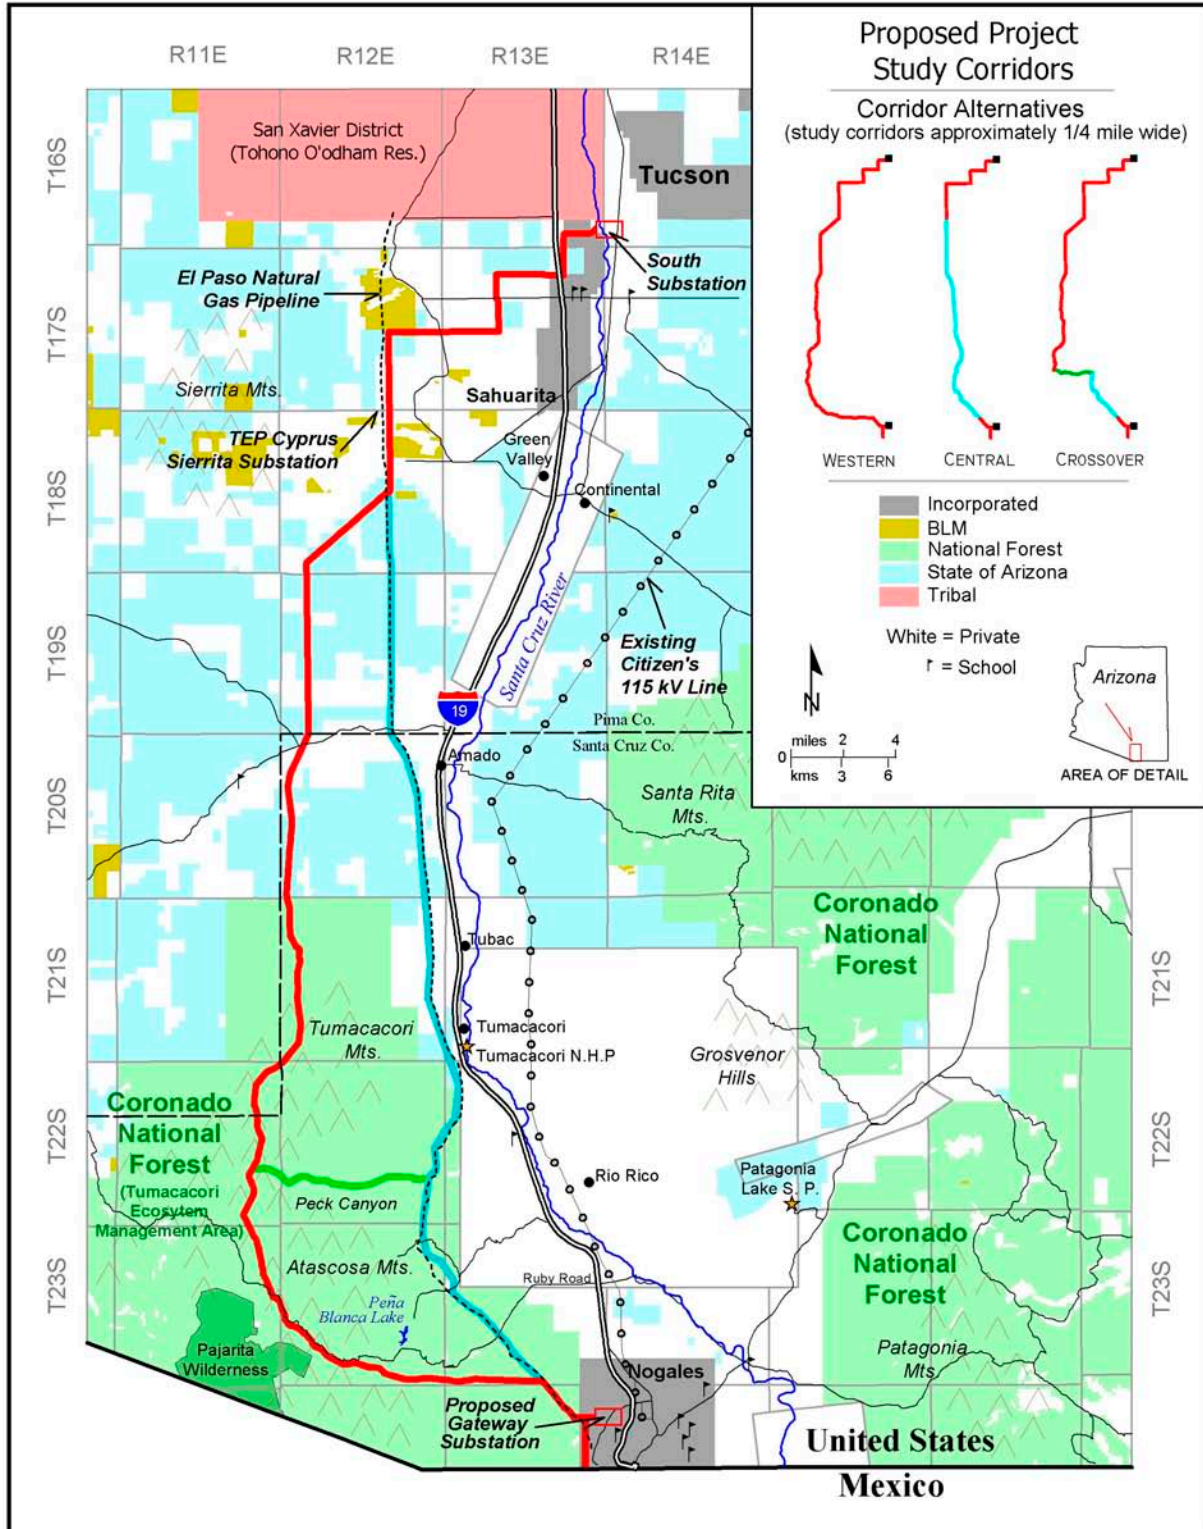 R11E
R12E
R13E
R14E
Proposed Project
Study Corridors
Corridor Alternatives
(study corridors approximately 1/4 mile wide)
WESTERN
CENTRAL
CROSSOVER
Incorporated
BLM
National Forest
State of Arizona
Tribal
White = Private
= School
N
miles 2 4
0
kms 3 6
Arizona
AREA OF DETAIL
T16S
T17S
T18S
T19S
T20S
T21S
T22S
T23S
T21S
T22S
T23S
San Xavier District
(Tohono O'odham Res.)
Tucson
South
Substation
El Paso Natural
Gas Pipeline
Sierrita Mts.
Sahuarita
TEP Cyprus
Sierrita Substation
Green
Valley
Continental
Santa Cruz River
Existing
Citizen's
115 kV Line
19
Pima Co.
Santa Cruz Co.
Amado
Santa Rita
Mts.
Coronado
National
Forest
Tubac
Tumacacori
Mts.
Tumacacori
Tumacacori N.H.P
Grosvenor
Hills
Coronado
National
Forest
(Tumacacori
Ecosytem
Management Area)
Peck Canyon
Rio Rico
Patagonia
Lake S. P.
Coronado
National
Forest
Atascosa Mts.
Ruby Road
Peña
Blanca Lake
Pajarita
Wilderness
Nogales
Patagonia
Mts.
Proposed
Gateway
Substation
United States
Mexico